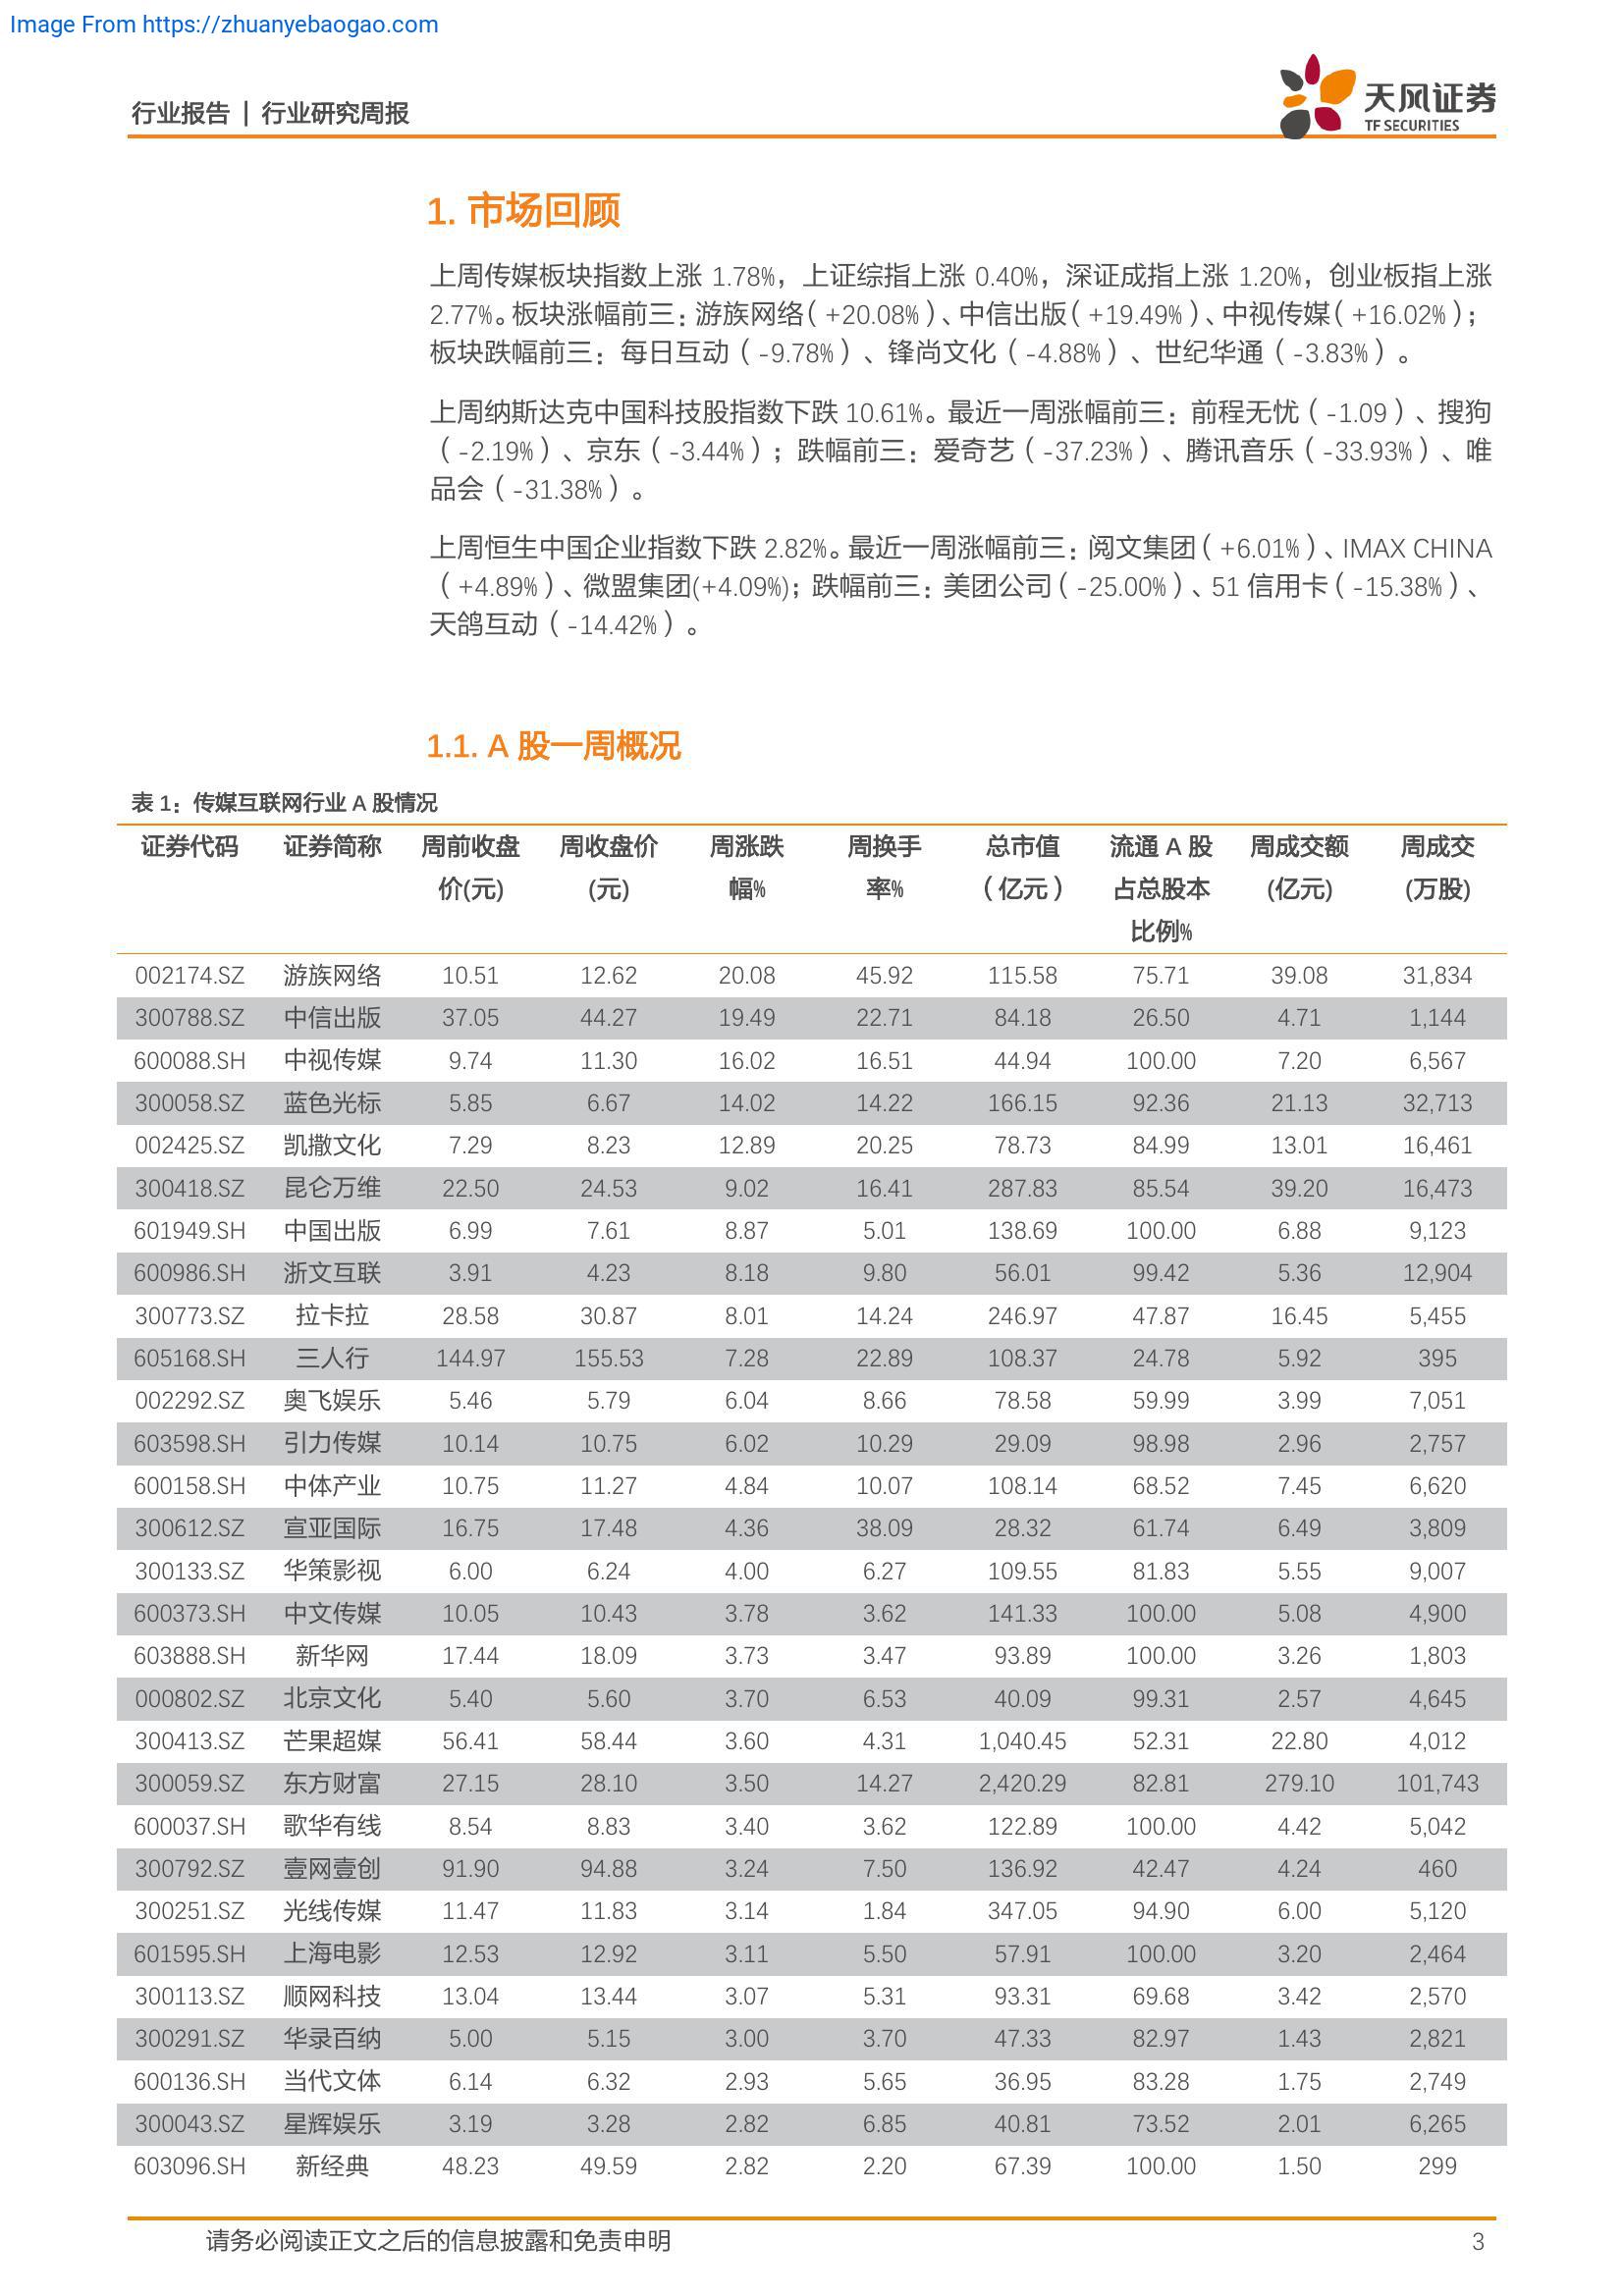 Image From https://zhuanyebaogao.com
行业报告 | 行业研究周报
天风证券
TF SECURITIES
1. 市场回顾
上周传媒板块指数上涨 1.78%，上证综指上涨 0.40%，深证成指上涨 1.20%，创业板指上涨
2.77%。板块涨幅前三：游族网络（+20.08%）、中信出版（+19.49%）、中视传媒（+16.02%）；
板块跌幅前三：每日互动（-9.78%）、锋尚文化（-4.88%）、世纪华通（-3.83%）。
上周纳斯达克中国科技股指数下跌 10.61%。最近一周涨幅前三：前程无忧（-1.09）、搜狗
（-2.19%）、京东（-3.44%）；跌幅前三：爱奇艺（-37.23%）、腾讯音乐（-33.93%）、唯
品会（-31.38%）。
上周恒生中国企业指数下跌 2.82%。最近一周涨幅前三：阅文集团（+6.01%）、IMAX CHINA
（+4.89%）、微盟集团(+4.09%)；跌幅前三：美团公司（-25.00%）、51 信用卡（-15.38%）、
天鸽互动（-14.42%）。
1.1. A 股一周概况
表 1：传媒互联网行业 A 股情况
证券代码 证券简称 周前收盘 周收盘价 周涨跌 周换手 总市值 流通 A 股 周成交额 周成交
价(元) (元) 幅% 率% （亿元） 占总股本 (亿元) (万股)
比例%
002174.SZ 游族网络 10.51 12.62 20.08 45.92 115.58 75.71 39.08 31,834
300788.SZ 中信出版 37.05 44.27 19.49 22.71 84.18 26.50 4.71 1,144
600088.SH 中视传媒 9.74 11.30 16.02 16.51 44.94 100.00 7.20 6,567
300058.SZ 蓝色光标 5.85 6.67 14.02 14.22 166.15 92.36 21.13 32,713
002425.SZ 凯撒文化 7.29 8.23 12.89 20.25 78.73 84.99 13.01 16,461
300418.SZ 昆仑万维 22.50 24.53 9.02 16.41 287.83 85.54 39.20 16,473
601949.SH 中国出版 6.99 7.61 8.87 5.01 138.69 100.00 6.88 9,123
600986.SH 浙文互联 3.91 4.23 8.18 9.80 56.01 99.42 5.36 12,904
300773.SZ 拉卡拉 28.58 30.87 8.01 14.24 246.97 47.87 16.45 5,455
605168.SH 三人行 144.97 155.53 7.28 22.89 108.37 24.78 5.92 395
002292.SZ 奥飞娱乐 5.46 5.79 6.04 8.66 78.58 59.99 3.99 7,051
603598.SH 引力传媒 10.14 10.75 6.02 10.29 29.09 98.98 2.96 2,757
600158.SH 中体产业 10.75 11.27 4.84 10.07 108.14 68.52 7.45 6,620
300612.SZ 宣亚国际 16.75 17.48 4.36 38.09 28.32 61.74 6.49 3,809
300133.SZ 华策影视 6.00 6.24 4.00 6.27 109.55 81.83 5.55 9,007
600373.SH 中文传媒 10.05 10.43 3.78 3.62 141.33 100.00 5.08 4,900
603888.SH 新华网 17.44 18.09 3.73 3.47 93.89 100.00 3.26 1,803
000802.SZ 北京文化 5.40 5.60 3.70 6.53 40.09 99.31 2.57 4,645
300413.SZ 芒果超媒 56.41 58.44 3.60 4.31 1,040.45 52.31 22.80 4,012
300059.SZ 东方财富 27.15 28.10 3.50 14.27 2,420.29 82.81 279.10 101,743
600037.SH 歌华有线 8.54 8.83 3.40 3.62 122.89 100.00 4.42 5,042
300792.SZ 壹网壹创 91.90 94.88 3.24 7.50 136.92 42.47 4.24 460
300251.SZ 光线传媒 11.47 11.83 3.14 1.84 347.05 94.90 6.00 5,120
601595.SH 上海电影 12.53 12.92 3.11 5.50 57.91 100.00 3.20 2,464
300113.SZ 顺网科技 13.04 13.44 3.07 5.31 93.31 69.68 3.42 2,570
300291.SZ 华录百纳 5.00 5.15 3.00 3.70 47.33 82.97 1.43 2,821
600136.SH 当代文体 6.14 6.32 2.93 5.65 36.95 83.28 1.75 2,749
300043.SZ 星辉娱乐 3.19 3.28 2.82 6.85 40.81 73.52 2.01 6,265
603096.SH 新经典 48.23 49.59 2.82 2.20 67.39 100.00 1.50 299
请务必阅读正文之后的信息披露和免责申明 3